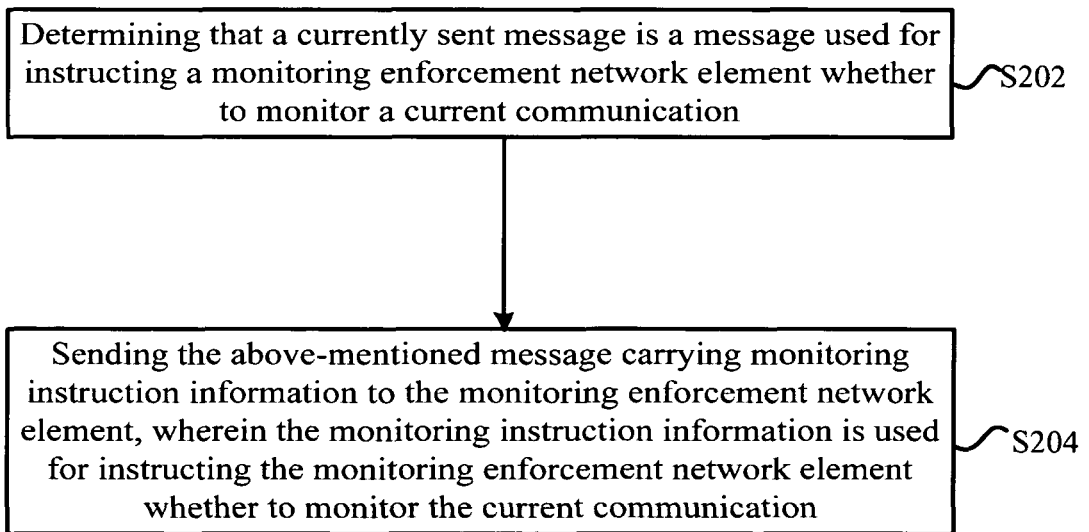 Determining that a currently sent message is a message used for
instructing a monitoring enforcement network element whether
to monitor a current communication
S202
Sending the above-mentioned message carrying monitoring
instruction information to the monitoring enforcement network
element, wherein the monitoring instruction information is used
for instructing the monitoring enforcement network element
whether to monitor the current communication
S204